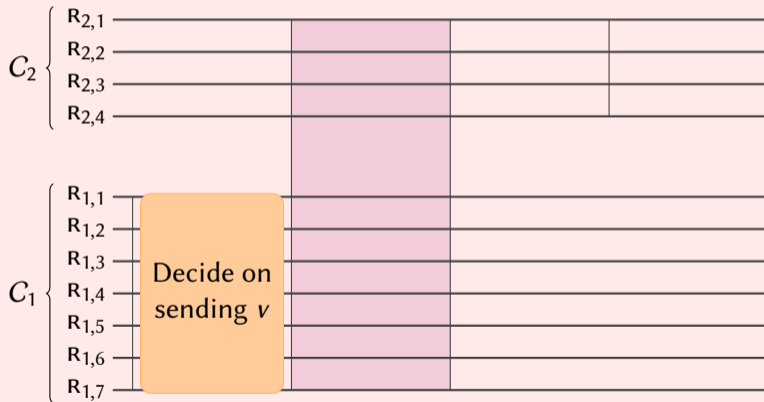 R2,1
R2,2
C2
R2,3
R2,4
R1,1
R1,2
R1,3
Decide on
C1
R1,4
sending v
R1,5
R1,6
R1,7